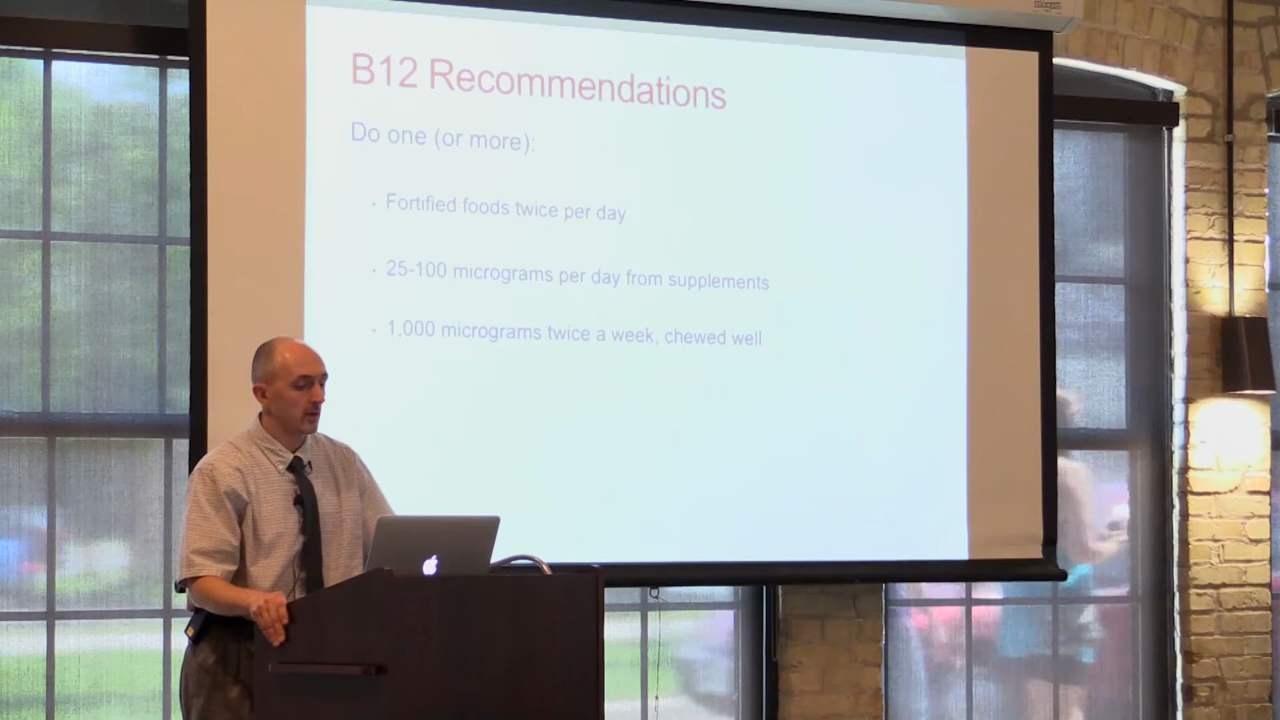 B12 Recommendations
Do one (or more):
· Fortified foods twice per day
· 25-100 micrograms per day from supplements
· 1,000 micrograms twice a week, chewed well